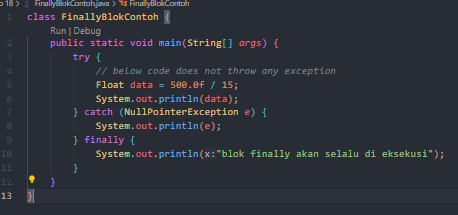 o 18 > FinallyBlokContoh.java > FinallyBlokContoh
1 class FinallyBlokContoh {
Run | Debug
2 public static void main(String[] args) {
3 try {
4 // below code does not throw any exception
5 Float data = 500.0f / 15;
6 System.out.println(data);
7 } catch (NullPointerException e) {
8 System.out.println(e);
9 } finally {
10 System.out.println(x:"blok finally akan selalu di eksekusi");
11 }
12 }
13 }